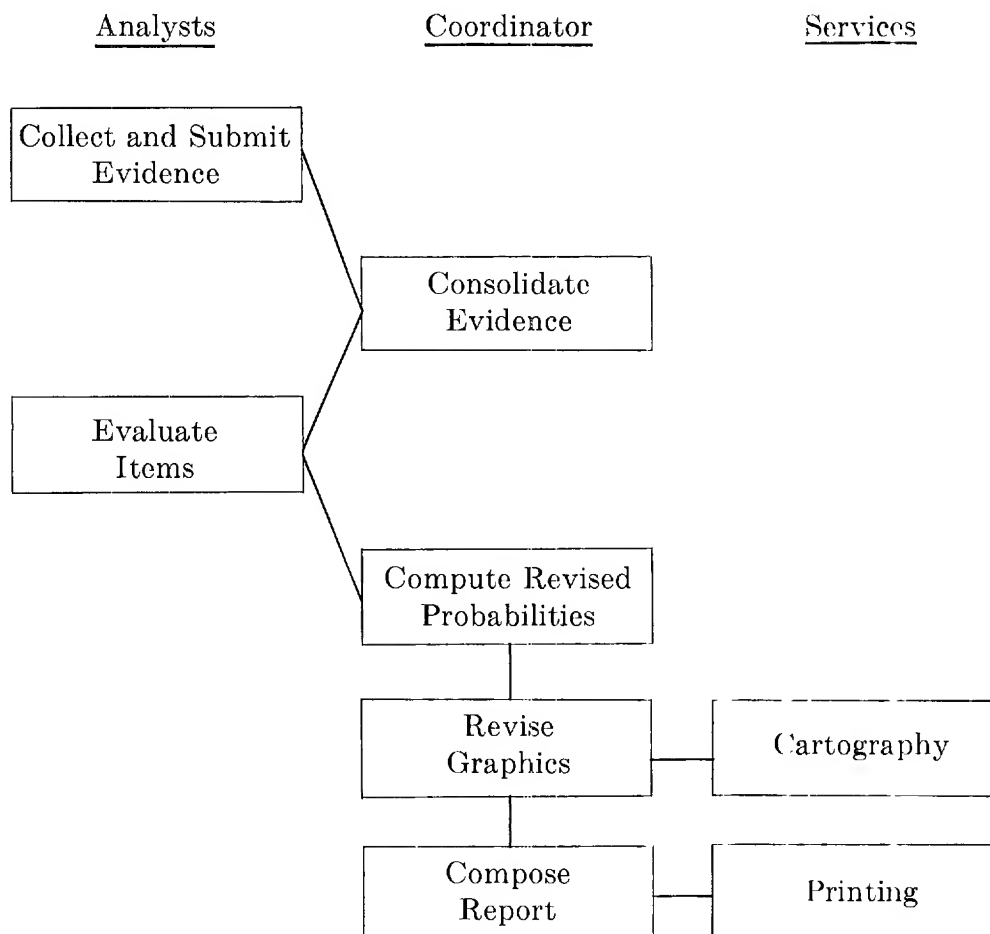 Analysts Coordinator Services
Collect and Submit
Evidence
Consolidate
Evidence
Evaluate
Items
Compute Revised
Probabilities
Revise
Graphics
Cartography
Compose
Report
Printing